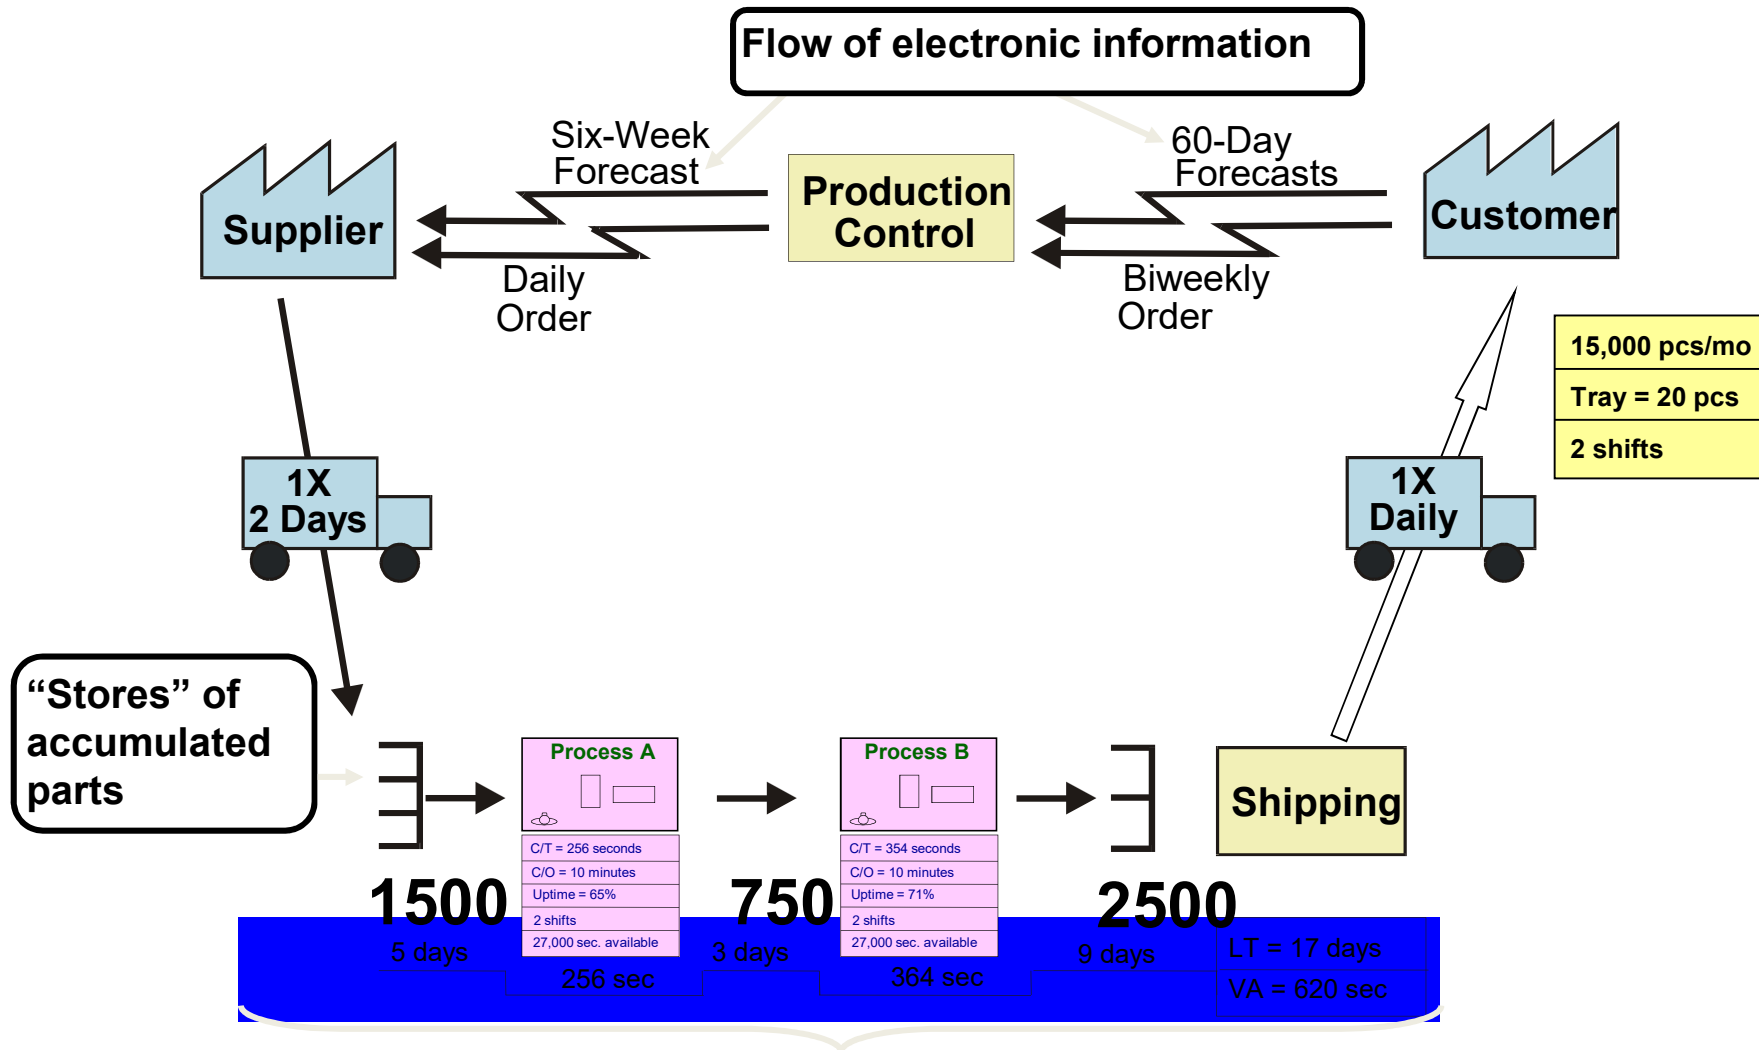 Flow of electronic information
Six-Week
Forecast
60-Day
Forecasts
Supplier
Production
Control
Customer
Daily
Order
Biweekly
Order
15,000 pcs/mo
Tray = 20 pcs
2 shifts
1X
2 Days
1X
Daily
“Stores” of
accumulated
parts
Process A
Process B
Shipping
C/T = 256 seconds
C/O = 10 minutes
Uptime = 65%
2 shifts
27,000 sec. available
C/T = 354 seconds
C/O = 10 minutes
Uptime = 71%
2 shifts
27,000 sec. available
1500
750
2500
5 days
256 sec
3 days
364 sec
9 days
LT = 17 days
VA = 620 sec